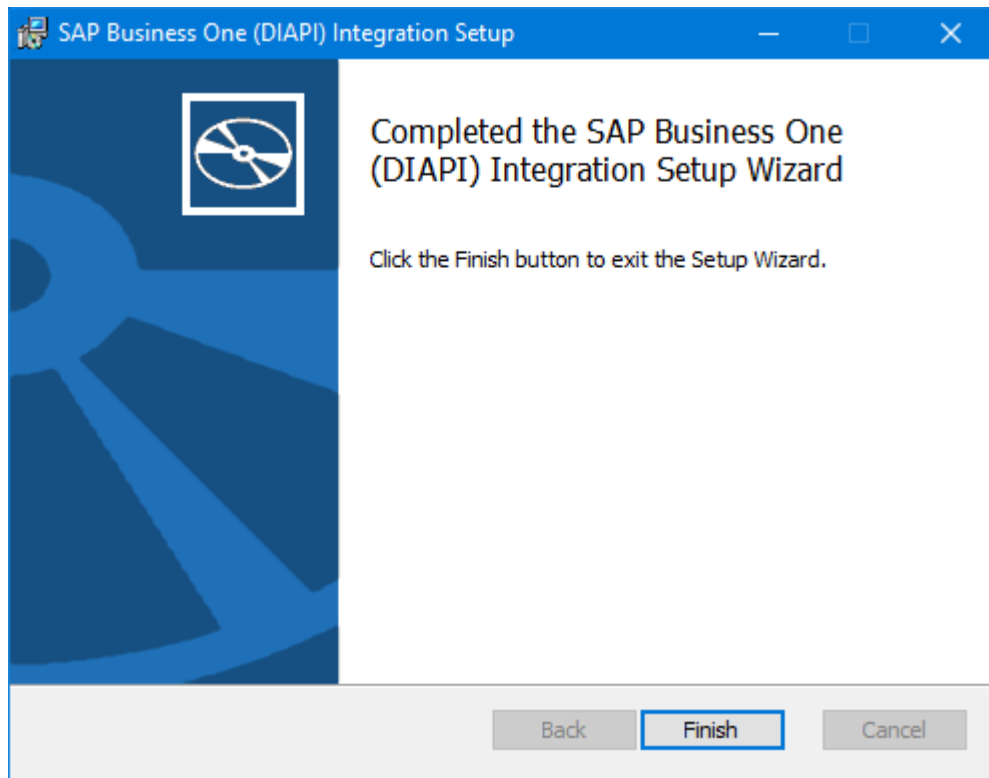 SAP Business One (DIAPI) Integration Setup
Completed the SAP Business One
(DIAPI) Integration Setup Wizard
Click the Finish button to exit the Setup Wizard.
Back
Finish
Cancel